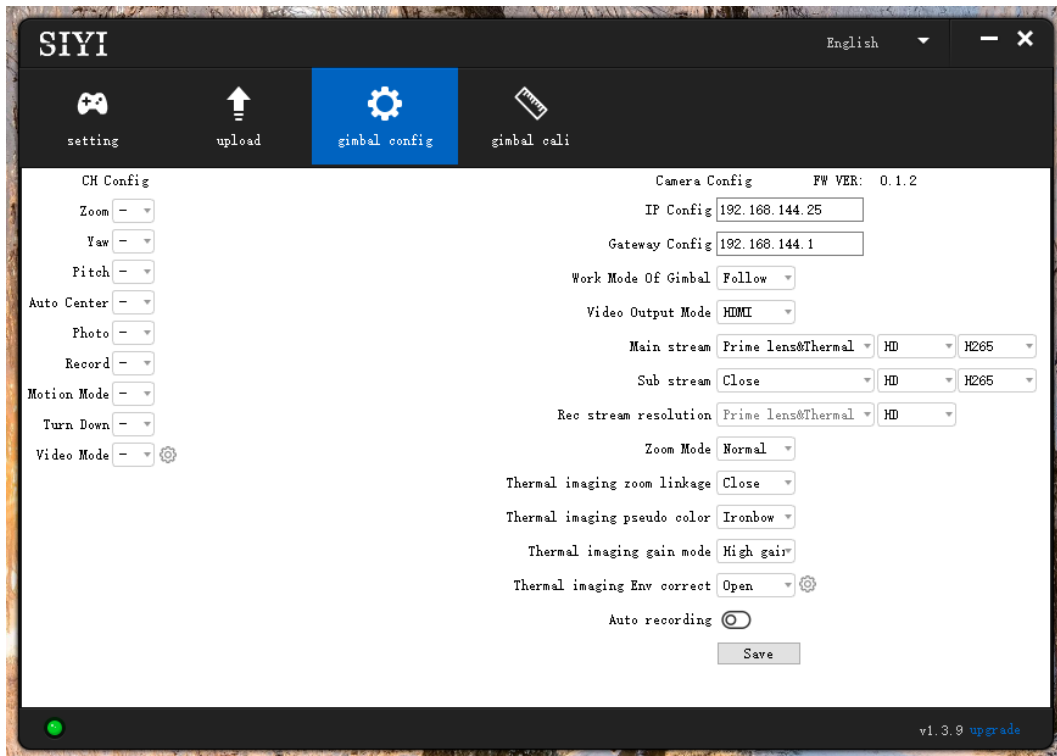 SIYI
English
setting
upload
gimbal config
gimbal cali
CH Config
Zoom -
Yaw -
Pitch -
Auto Center -
Photo -
Record -
Motion Mode -
Turn Down -
Video Mode -
Camera Config FW VER: 0.1.2
IP Config 192.168.144.25
Gateway Config 192.168.144.1
Work Mode Of Gimbal Follow
Video Output Mode HDMI
Main stream Prime lens&Thermal HD H265
Sub stream Close HD H265
Rec stream resolution Prime lens&Thermal HD
Zoom Mode Normal
Thermal imaging zoom linkage Close
Thermal imaging pseudo color Ironbow
Thermal imaging gain mode High gain
Thermal imaging Env correct Open
Auto recording
Save
v1.3.9 upgrade